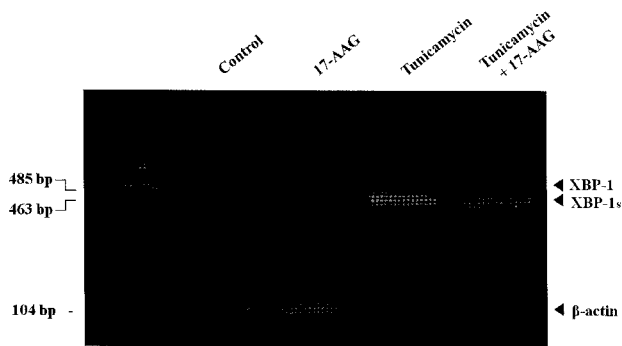 Control
17-AAG
Tunicamycin
Tunicamycin
+ 17-AAG
485 bp
463 bp
104 bp -
XBP-1
XBP-1s
β-actin